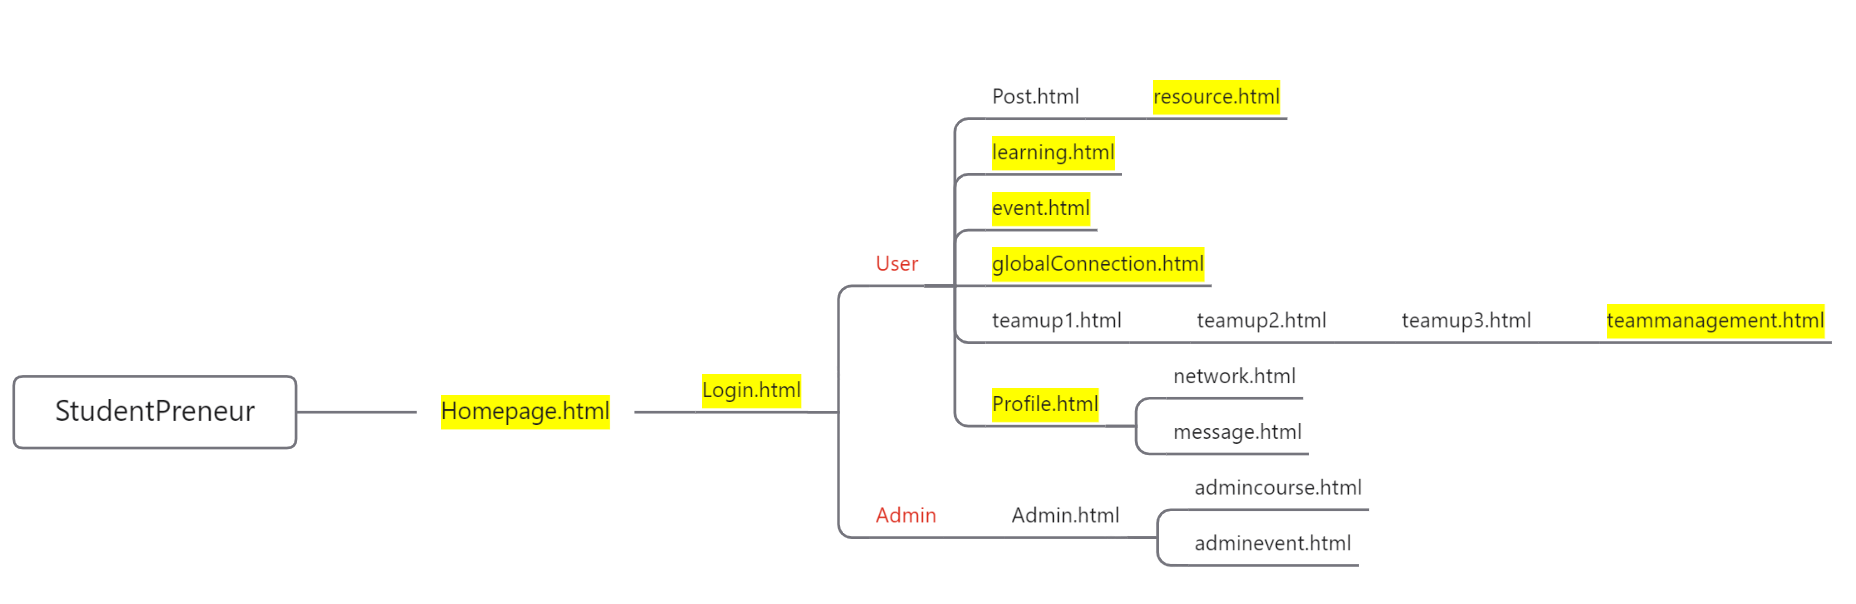 StudentPreneur
Homepage.html
Login.html
User
Post.html
resource.html
learning.html
event.html
globalConnection.html
teamup1.html
teamup2.html
teamup3.html
teammanagement.html
Profile.html
network.html
message.html
Admin
Admin.html
admincourse.html
adminevent.html